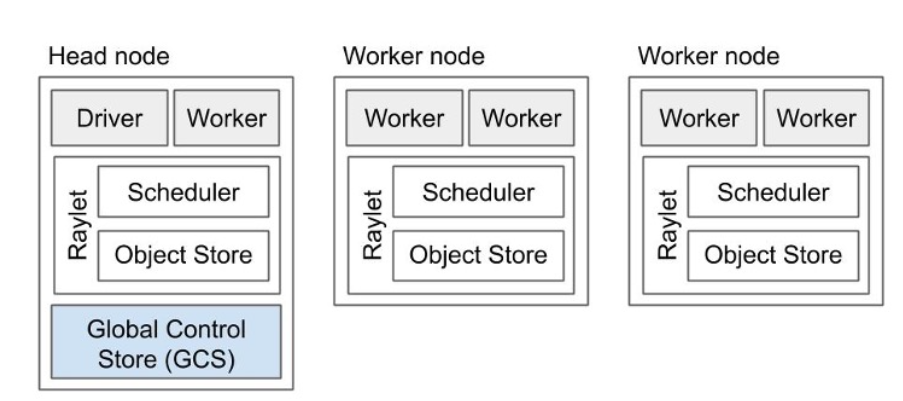 Head node
Driver
Worker
Raylet
Scheduler
Object Store
Global Control
Store (GCS)
Worker node
Worker
Worker
Raylet
Scheduler
Object Store
Worker node
Worker
Worker
Raylet
Scheduler
Object Store